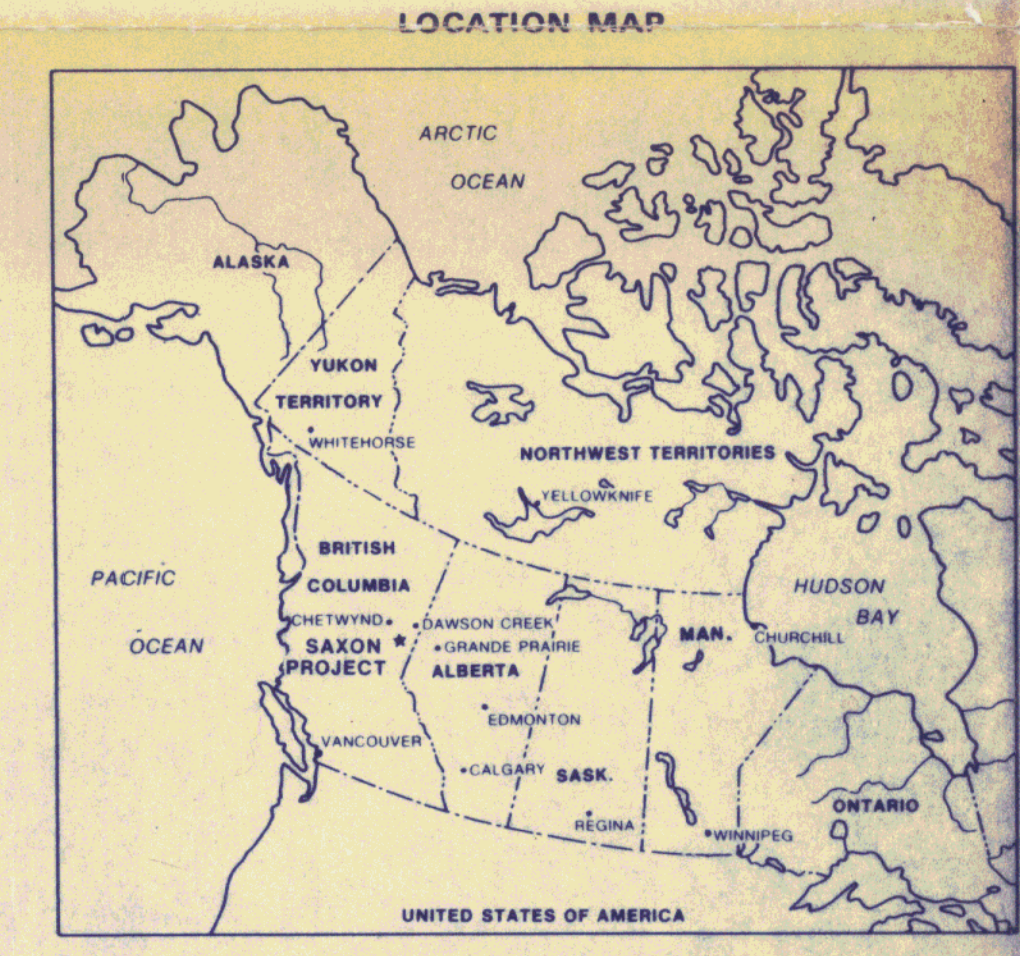 LOCATION MAP
ARCTIC
OCEAN
ALASKA
YUKON
TERRITORY
WHITEHORSE
NORTHWEST TERRITORIES
YELLOWKNIFE
BRITISH
COLUMBIA
PACIFIC
OCEAN
HUDSON
BAY
CHETWYND
DAWSON CREEK
SAXON
PROJECT
GRANDE PRAIRIE
ALBERTA
MAN.
CHURCHILL
EDMONTON
VANCOUVER
CALGARY
SASK.
REGINA
WINNIPEG
ONTARIO
UNITED STATES OF AMERICA